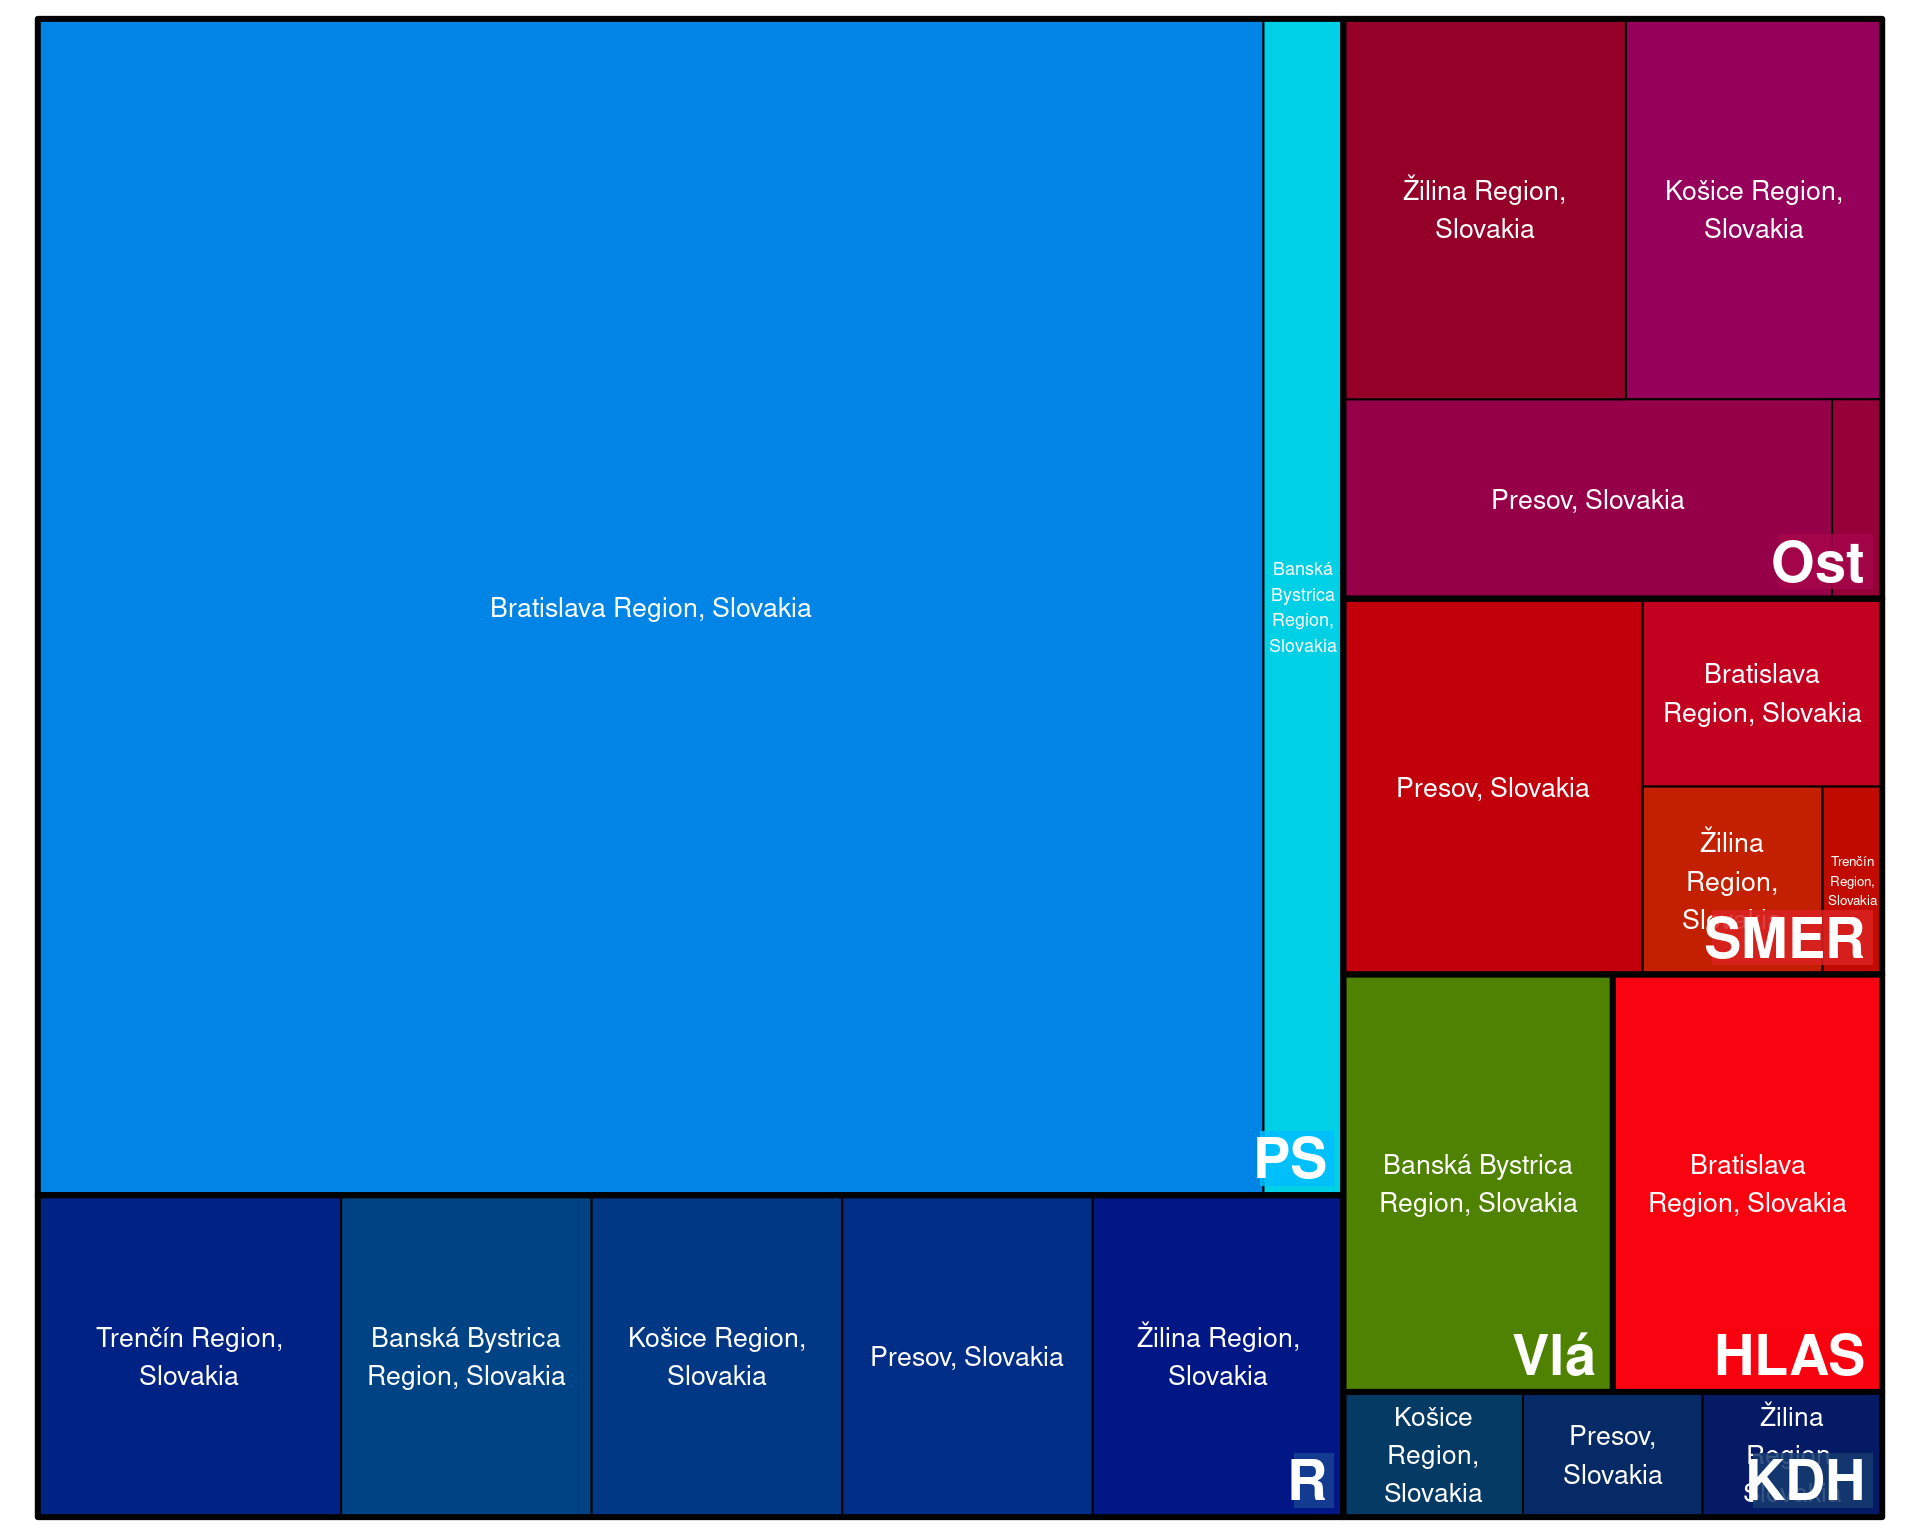 Bratislava Region, Slovakia
Banská
Bystrica
Region,
Slovakia
PS
Trenčín Region,
Slovakia
Banská Bystrica
Region, Slovakia
Košice Region,
Slovakia
Presov, Slovakia
Žilina Region,
Slovakia
R
Žilina Region,
Slovakia
Košice Region,
Slovakia
Presov, Slovakia
Ost
Presov, Slovakia
Bratislava
Region, Slovakia
Žilina
Region,
Slovakia
Trenčín
Region,
Slovakia
SMER
Banská Bystrica
Region, Slovakia
Vlá
Bratislava
Region, Slovakia
HLAS
Košice
Region,
Slovakia
Presov,
Slovakia
Žilina
Region,
Slovakia
KDH